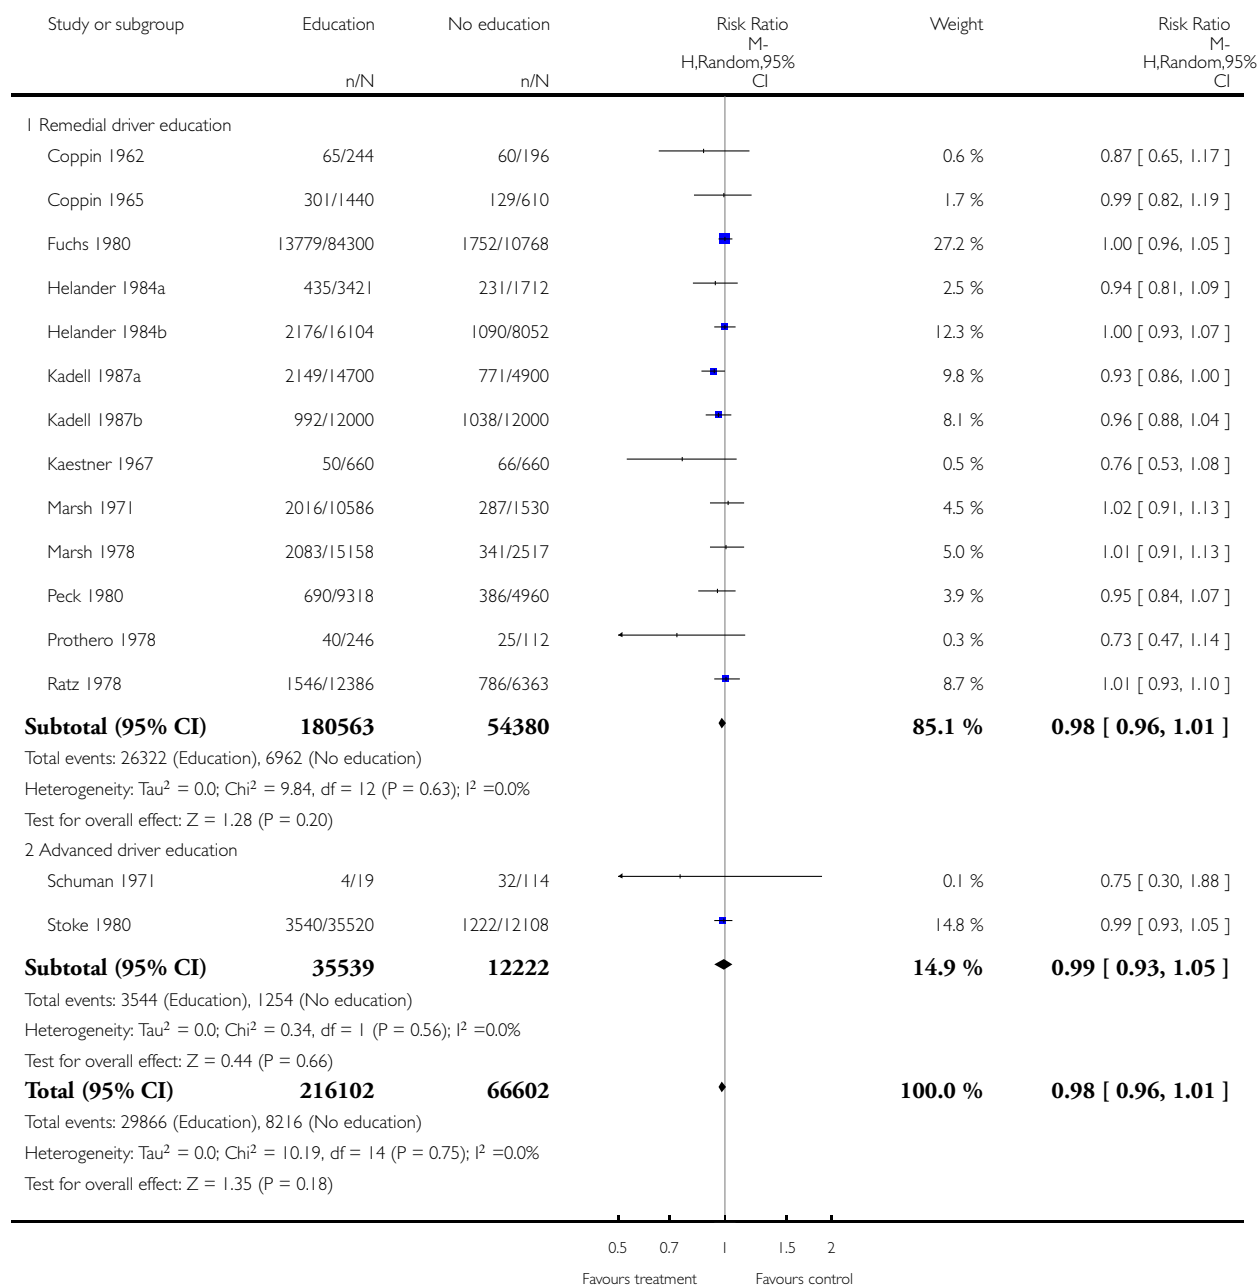 Study or subgroup Education No education Risk Ratio Weight Risk Ratio
M- M-
H,Random,95% H,Random,95%
n/N n/N CI CI
1 Remedial driver education
Coppin 1962 65/244 60/196 0.6 % 0.87 [ 0.65, 1.17 ]
Coppin 1965 301/1440 129/610 1.7 % 0.99 [ 0.82, 1.19 ]
Fuchs 1980 13779/84300 1752/10768 27.2 % 1.00 [ 0.96, 1.05 ]
Helander 1984a 435/3421 231/1712 2.5 % 0.94 [ 0.81, 1.09 ]
Helander 1984b 2176/16104 1090/8052 12.3 % 1.00 [ 0.93, 1.07 ]
Kadell 1987a 2149/14700 771/4900 9.8 % 0.93 [ 0.86, 1.00 ]
Kadell 1987b 992/12000 1038/12000 8.1 % 0.96 [ 0.88, 1.04 ]
Kaestner 1967 50/660 66/660 0.5 % 0.76 [ 0.53, 1.08 ]
Marsh 1971 2016/10586 287/1530 4.5 % 1.02 [ 0.91, 1.13 ]
Marsh 1978 2083/15158 341/2517 5.0 % 1.01 [ 0.91, 1.13 ]
Peck 1980 690/9318 386/4960 3.9 % 0.95 [ 0.84, 1.07 ]
Prothero 1978 40/246 25/112 0.3 % 0.73 [ 0.47, 1.14 ]
Ratz 1978 1546/12386 786/6363 8.7 % 1.01 [ 0.93, 1.10 ]
Subtotal (95% CI) 180563 54380 85.1 % 0.98 [ 0.96, 1.01 ]
Total events: 26322 (Education), 6962 (No education)
Heterogeneity: Tau² = 0.0; Chi² = 9.84, df = 12 (P = 0.63); I² =0.0%
Test for overall effect: Z = 1.28 (P = 0.20)
2 Advanced driver education
Schuman 1971 4/19 32/114 0.1 % 0.75 [ 0.30, 1.88 ]
Stoke 1980 3540/35520 1222/12108 14.8 % 0.99 [ 0.93, 1.05 ]
Subtotal (95% CI) 35539 12222 14.9 % 0.99 [ 0.93, 1.05 ]
Total events: 3544 (Education), 1254 (No education)
Heterogeneity: Tau² = 0.0; Chi² = 0.34, df = 1 (P = 0.56); I² =0.0%
Test for overall effect: Z = 0.44 (P = 0.66)
Total (95% CI) 216102 66602 100.0 % 0.98 [ 0.96, 1.01 ]
Total events: 29866 (Education), 8216 (No education)
Heterogeneity: Tau² = 0.0; Chi² = 10.19, df = 14 (P = 0.75); I² =0.0%
Test for overall effect: Z = 1.35 (P = 0.18)
0.5 0.7 1 1.5 2
Favours treatment Favours control